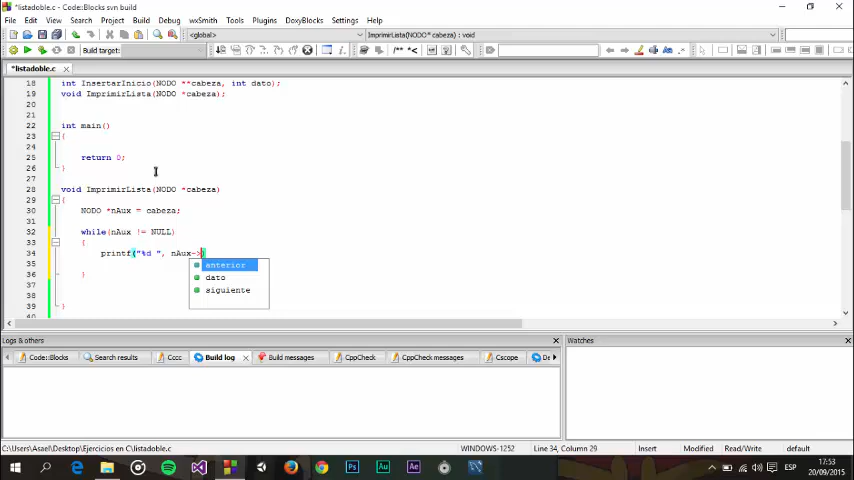 *listadoble.c - Code::Blocks svn build
File Edit View Search Project Build Debug wxSmith Tools Plugins DoxyBlocks Settings Help
<global> ImprimirLista(NODO* cabeza) : void
Build target:
/** *<
*listadoble.c
18 int InsertarInicio(NODO **cabeza, int dato);
19 void ImprimirLista(NODO *cabeza);
20
21
22 int main()
23 {
24
25 return 0;
26 }
27
28 void ImprimirLista(NODO *cabeza)
29 {
30 NODO *nAux = cabeza;
31
32 while(nAux != NULL)
33 {
34 printf("%d ", nAux->)
35 anterior
36 } dato
37 siguiente
38
39 }
40
Logs & others
Watches
Code::Blocks Search results Cccc Build log Build messages CppCheck CppCheck messages Cscope De
C:\Users\Asael\Desktop\Ejercicios en C\listadoble.c WINDOWS-1252 Line 34, Column 29 Insert Modified Read/Write default
Ps Au Ae ESP 17:53
20/09/2015